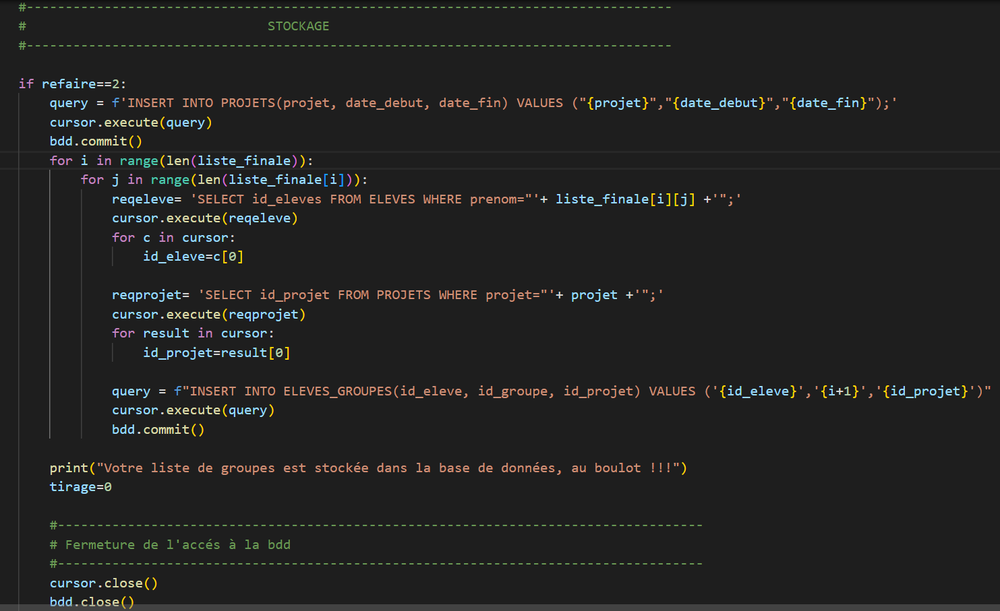 #-----------------------------------------------------------------------------------
#                               STOCKAGE
#-----------------------------------------------------------------------------------
if refaire==2:
    query = f'INSERT INTO PROJETS(projet, date_debut, date_fin) VALUES ("{projet}","{date_debut}","{date_fin}");'
    cursor.execute(query)
    bdd.commit()
    for i in range(len(liste_finale)):
        for j in range(len(liste_finale[i])):
            reqeleve= 'SELECT id_eleves FROM ELEVES WHERE prenom="'+ liste_finale[i][j] +'";'
            cursor.execute(reqeleve)
            for c in cursor:
                id_eleve=c[0]
            reqprojet= 'SELECT id_projet FROM PROJETS WHERE projet="'+ projet +'";'
            cursor.execute(reqprojet)
            for result in cursor:
                id_projet=result[0]
            query = f"INSERT INTO ELEVES_GROUPES(id_eleve, id_groupe, id_projet) VALUES ('{id_eleve}','{i+1}','{id_projet}')"
            cursor.execute(query)
            bdd.commit()
    print("Votre liste de groupes est stockée dans la base de données, au boulot !!!")
    tirage=0
    #-----------------------------------------------------------------------------------
    # Fermeture de l'accés à la bdd
    #-----------------------------------------------------------------------------------
    cursor.close()
    bdd.close()